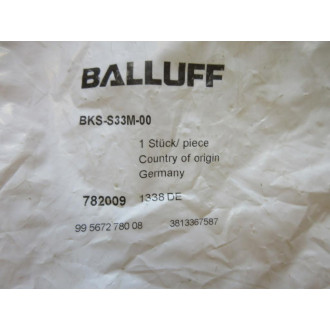 BALLUFF
BKS-S33M-00
1 Stück/ piece
Country of origin
Germany
782009 1338 DE
99 5672 780 08 3813367587